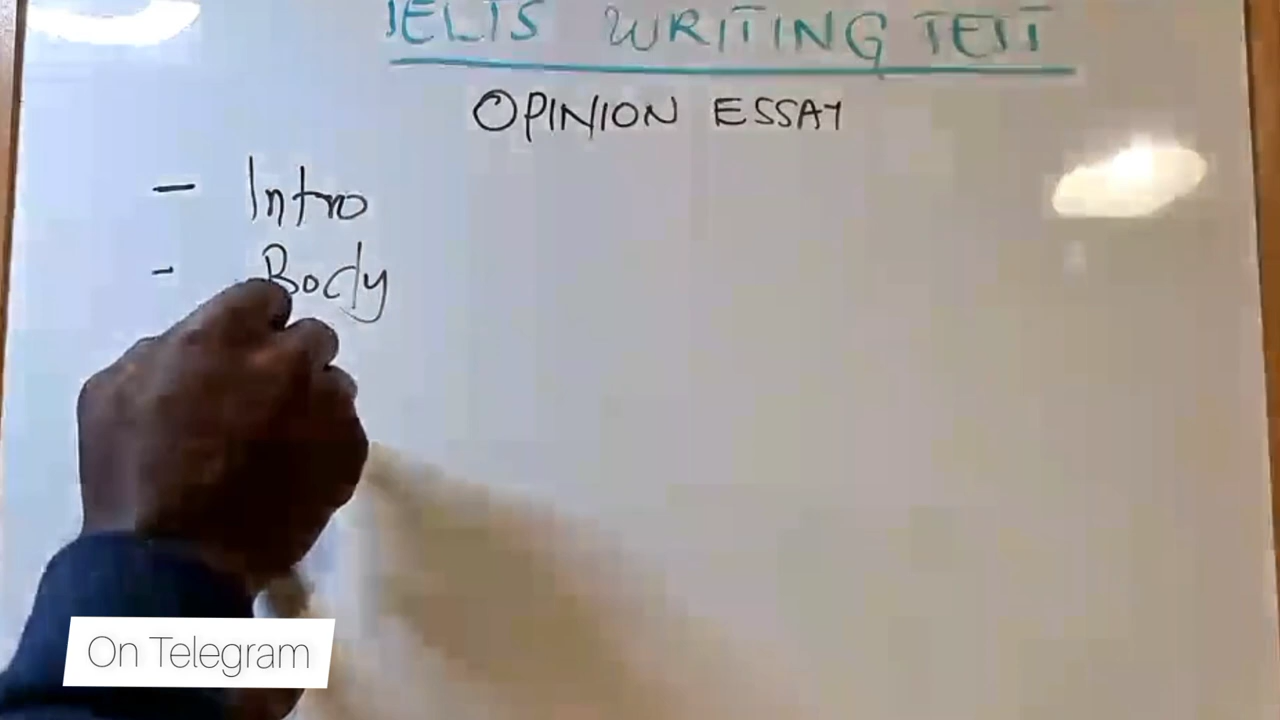 IELTS WRITING TEST
OPINION ESSAY
- Intro
- Body
On Telegram